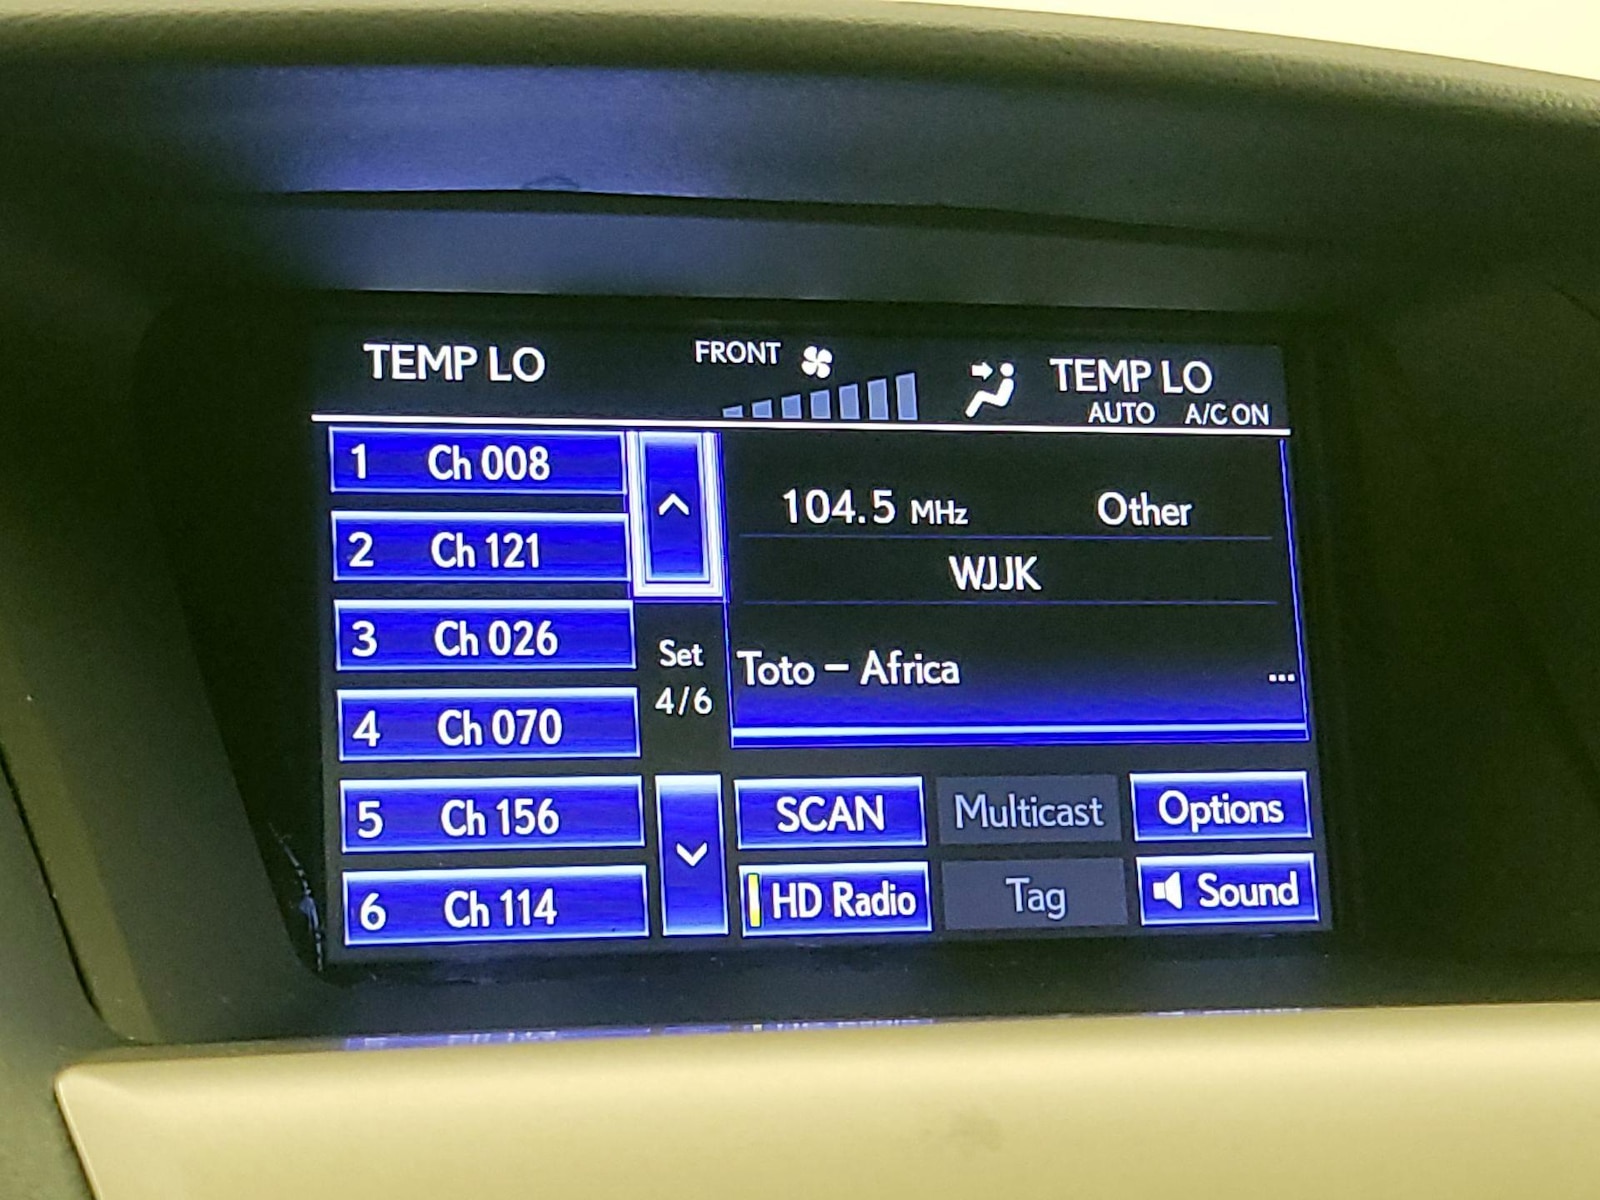 TEMP LO
FRONT
TEMP LO
AUTO A/C ON
1 Ch 008
2 Ch 121
3 Ch 026
4 Ch 070
5 Ch 156
6 Ch 114
Set
4/6
104.5 MHz Other
WJJK
Toto – Africa ...
SCAN Multicast Options
HD Radio Tag Sound